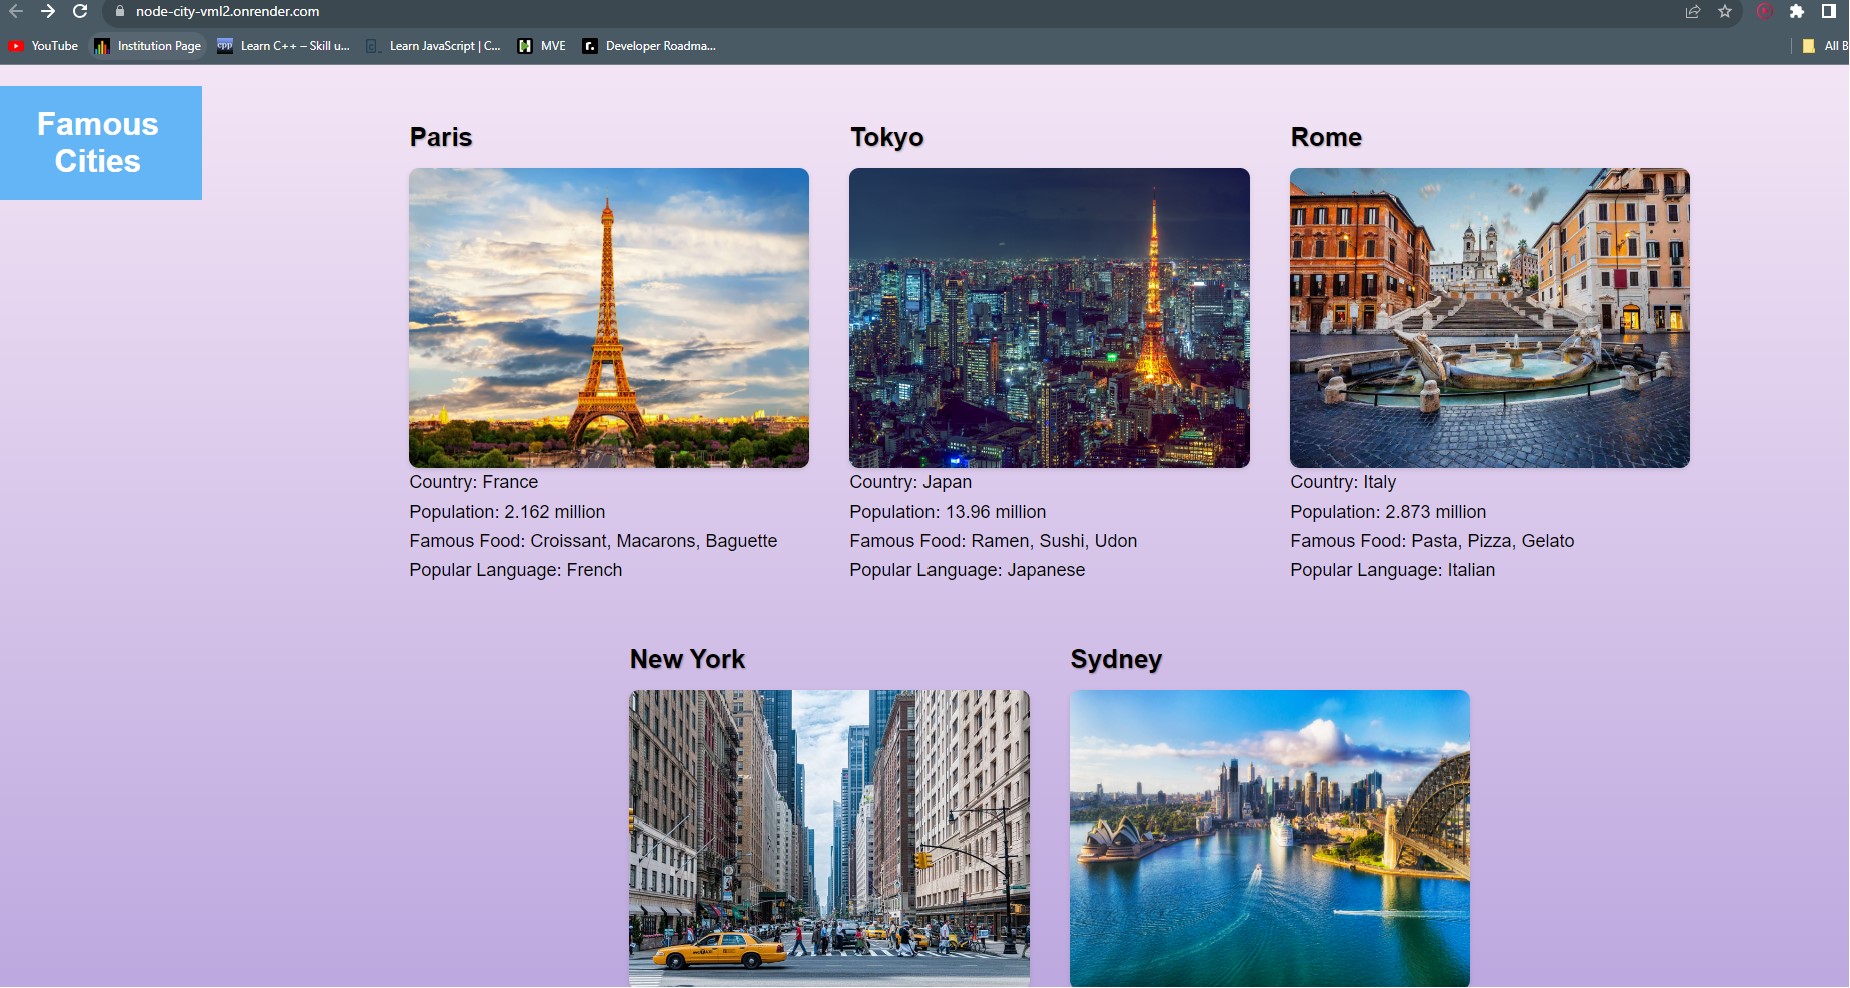 node-city-vml2.onrender.com
YouTube
Institution Page
Learn C++ – Skill u...
Learn JavaScript | C...
MVE
Developer Roadma...
All B
Famous
Cities
Paris
Tokyo
Rome
Country: France
Population: 2.162 million
Famous Food: Croissant, Macarons, Baguette
Popular Language: French
Country: Japan
Population: 13.96 million
Famous Food: Ramen, Sushi, Udon
Popular Language: Japanese
Country: Italy
Population: 2.873 million
Famous Food: Pasta, Pizza, Gelato
Popular Language: Italian
New York
Sydney